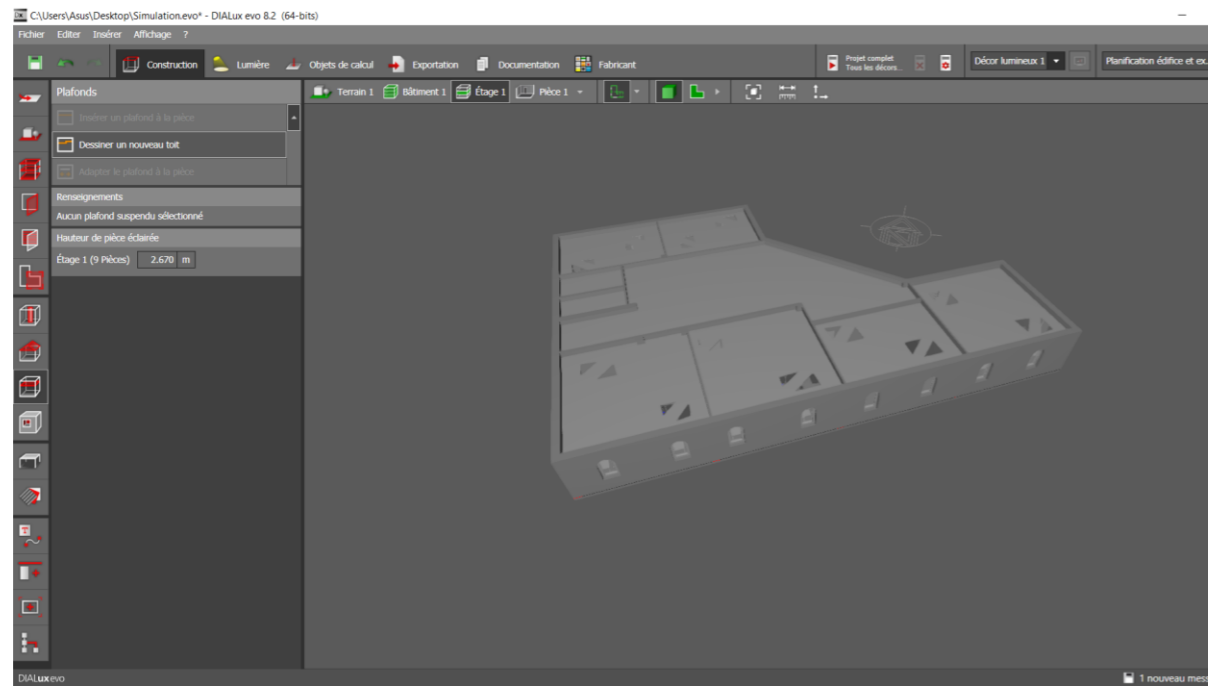 C:\Users\Asus\Desktop\Simulation.evo* - DIALux evo 8.2 (64-bits)
Fichier Editer Insérer Affichage ?
Construction Lumière Objets de calcul Exportation Documentation Fabricant
Projet complet
Tous les décors...
Décor lumineux 1
Planification édifice et ex.
Plafonds
Terrain 1 Bâtiment 1 Étage 1 Pièce 1
Insérer un plafond à la pièce
Dessiner un nouveau toit
Adapter le plafond à la pièce
Renseignements
Aucun plafond suspendu sélectionné
Hauteur de pièce éclairée
Étage 1 (9 Pièces) 2.670 m
DIALux evo
1 nouveau mess